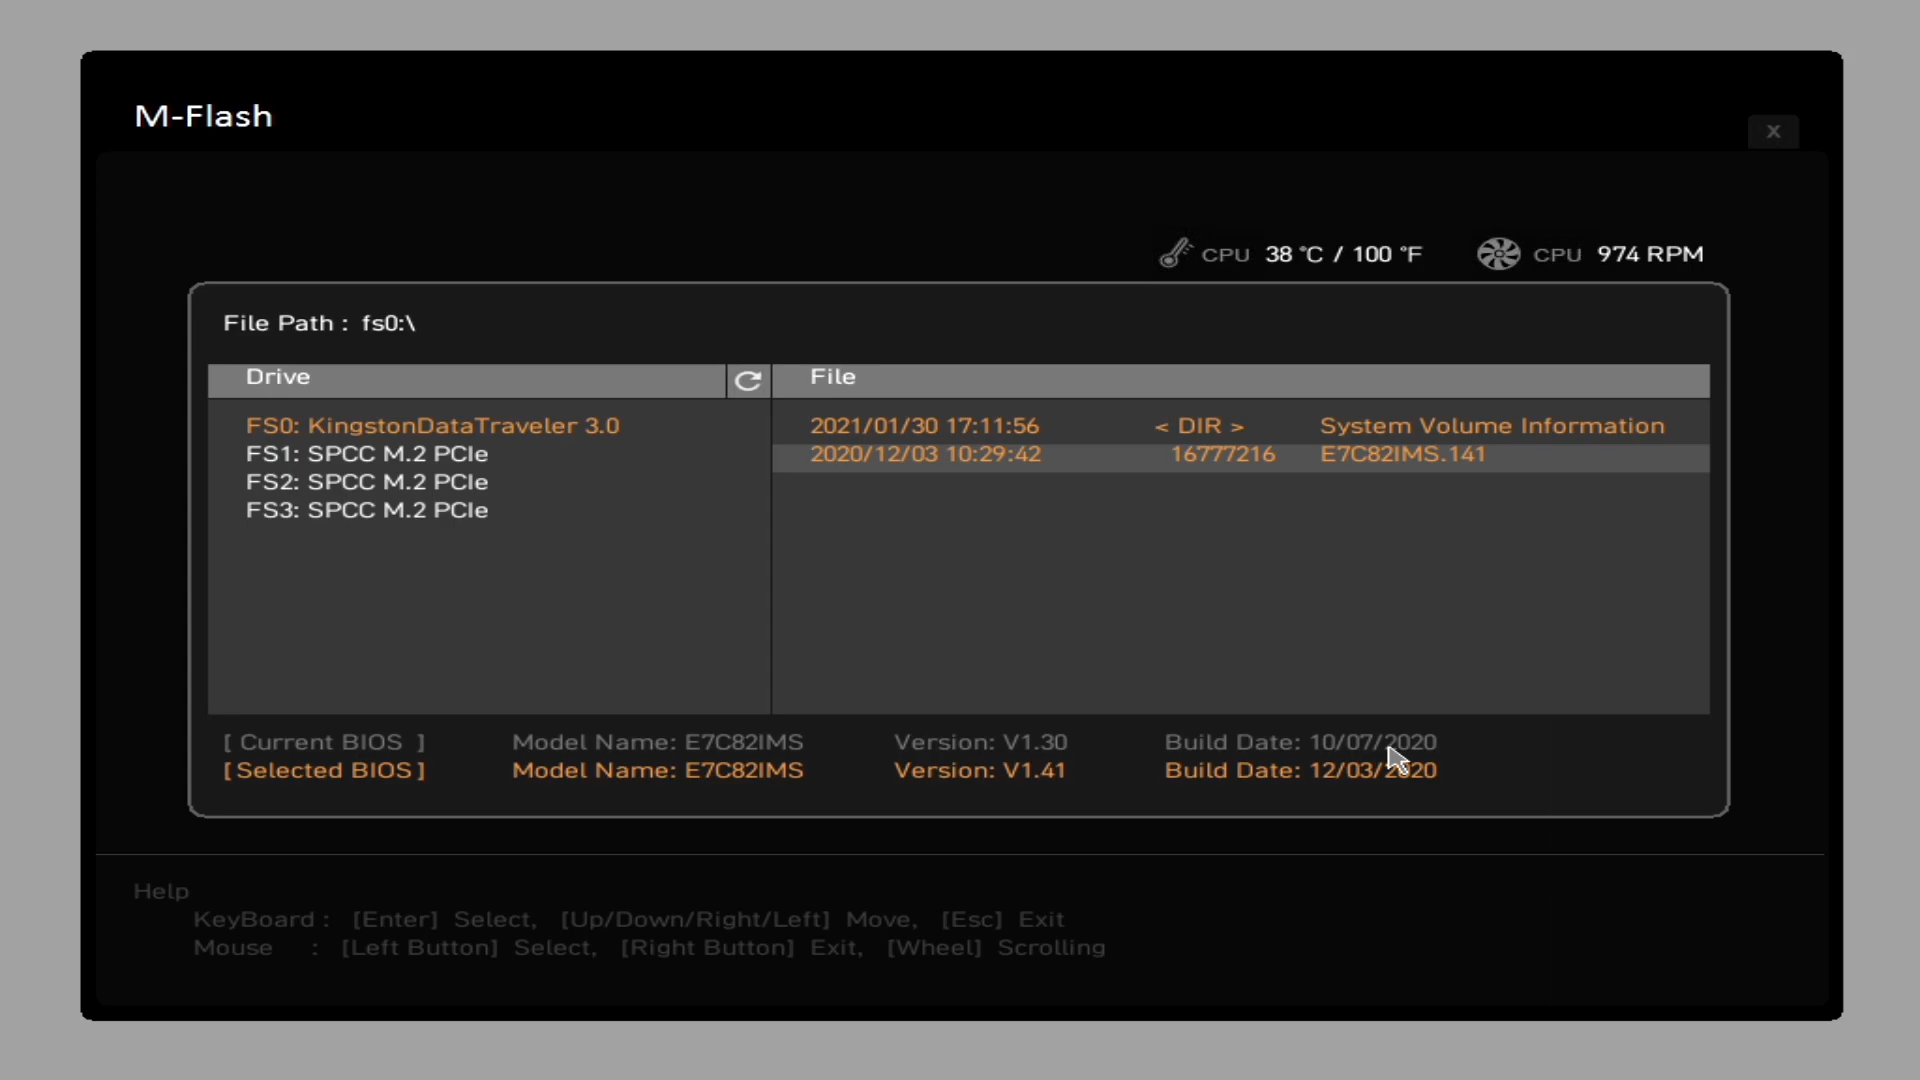 M-Flash
X
CPU 38 °C / 100 °F CPU 974 RPM
File Path : fs0:\
Drive File
FS0: KingstonDataTraveler 3.0 2021/01/30 17:11:56 < DIR > System Volume Information
FS1: SPCC M.2 PCIe 2020/12/03 10:29:42 16777216 E7C82IMS.141
FS2: SPCC M.2 PCIe
FS3: SPCC M.2 PCIe
[ Current BIOS ] Model Name: E7C82IMS Version: V1.30 Build Date: 10/07/2020
[Selected BIOS] Model Name: E7C82IMS Version: V1.41 Build Date: 12/03/2020
Help
KeyBoard : [Enter] Select, [Up/Down/Right/Left] Move, [Esc] Exit
Mouse : [Left Button] Select, [Right Button] Exit, [Wheel] Scrolling